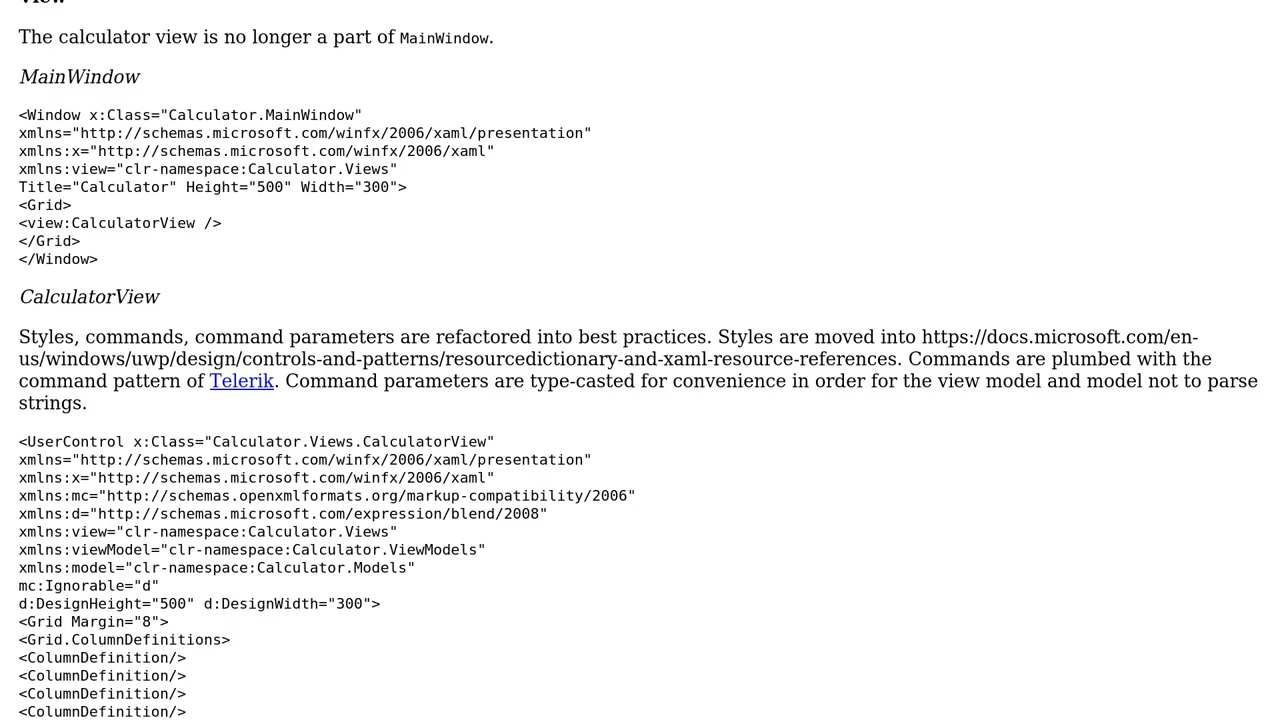 View
The calculator view is no longer a part of MainWindow.
MainWindow
<Window x:Class="Calculator.MainWindow"
xmlns="http://schemas.microsoft.com/winfx/2006/xaml/presentation"
xmlns:x="http://schemas.microsoft.com/winfx/2006/xaml"
xmlns:view="clr-namespace:Calculator.Views"
Title="Calculator" Height="500" Width="300">
<Grid>
<view:CalculatorView />
</Grid>
</Window>
CalculatorView
Styles, commands, command parameters are refactored into best practices. Styles are moved into https://docs.microsoft.com/en-
us/windows/uwp/design/controls-and-patterns/resourcedictionary-and-xaml-resource-references. Commands are plumbed with the
command pattern of Telerik. Command parameters are type-casted for convenience in order for the view model and model not to parse
strings.
<UserControl x:Class="Calculator.Views.CalculatorView"
xmlns="http://schemas.microsoft.com/winfx/2006/xaml/presentation"
xmlns:x="http://schemas.microsoft.com/winfx/2006/xaml"
xmlns:mc="http://schemas.openxmlformats.org/markup-compatibility/2006"
xmlns:d="http://schemas.microsoft.com/expression/blend/2008"
xmlns:view="clr-namespace:Calculator.Views"
xmlns:viewModel="clr-namespace:Calculator.ViewModels"
xmlns:model="clr-namespace:Calculator.Models"
mc:Ignorable="d"
d:DesignHeight="500" d:DesignWidth="300">
<Grid Margin="8">
<Grid.ColumnDefinitions>
<ColumnDefinition/>
<ColumnDefinition/>
<ColumnDefinition/>
<ColumnDefinition/>